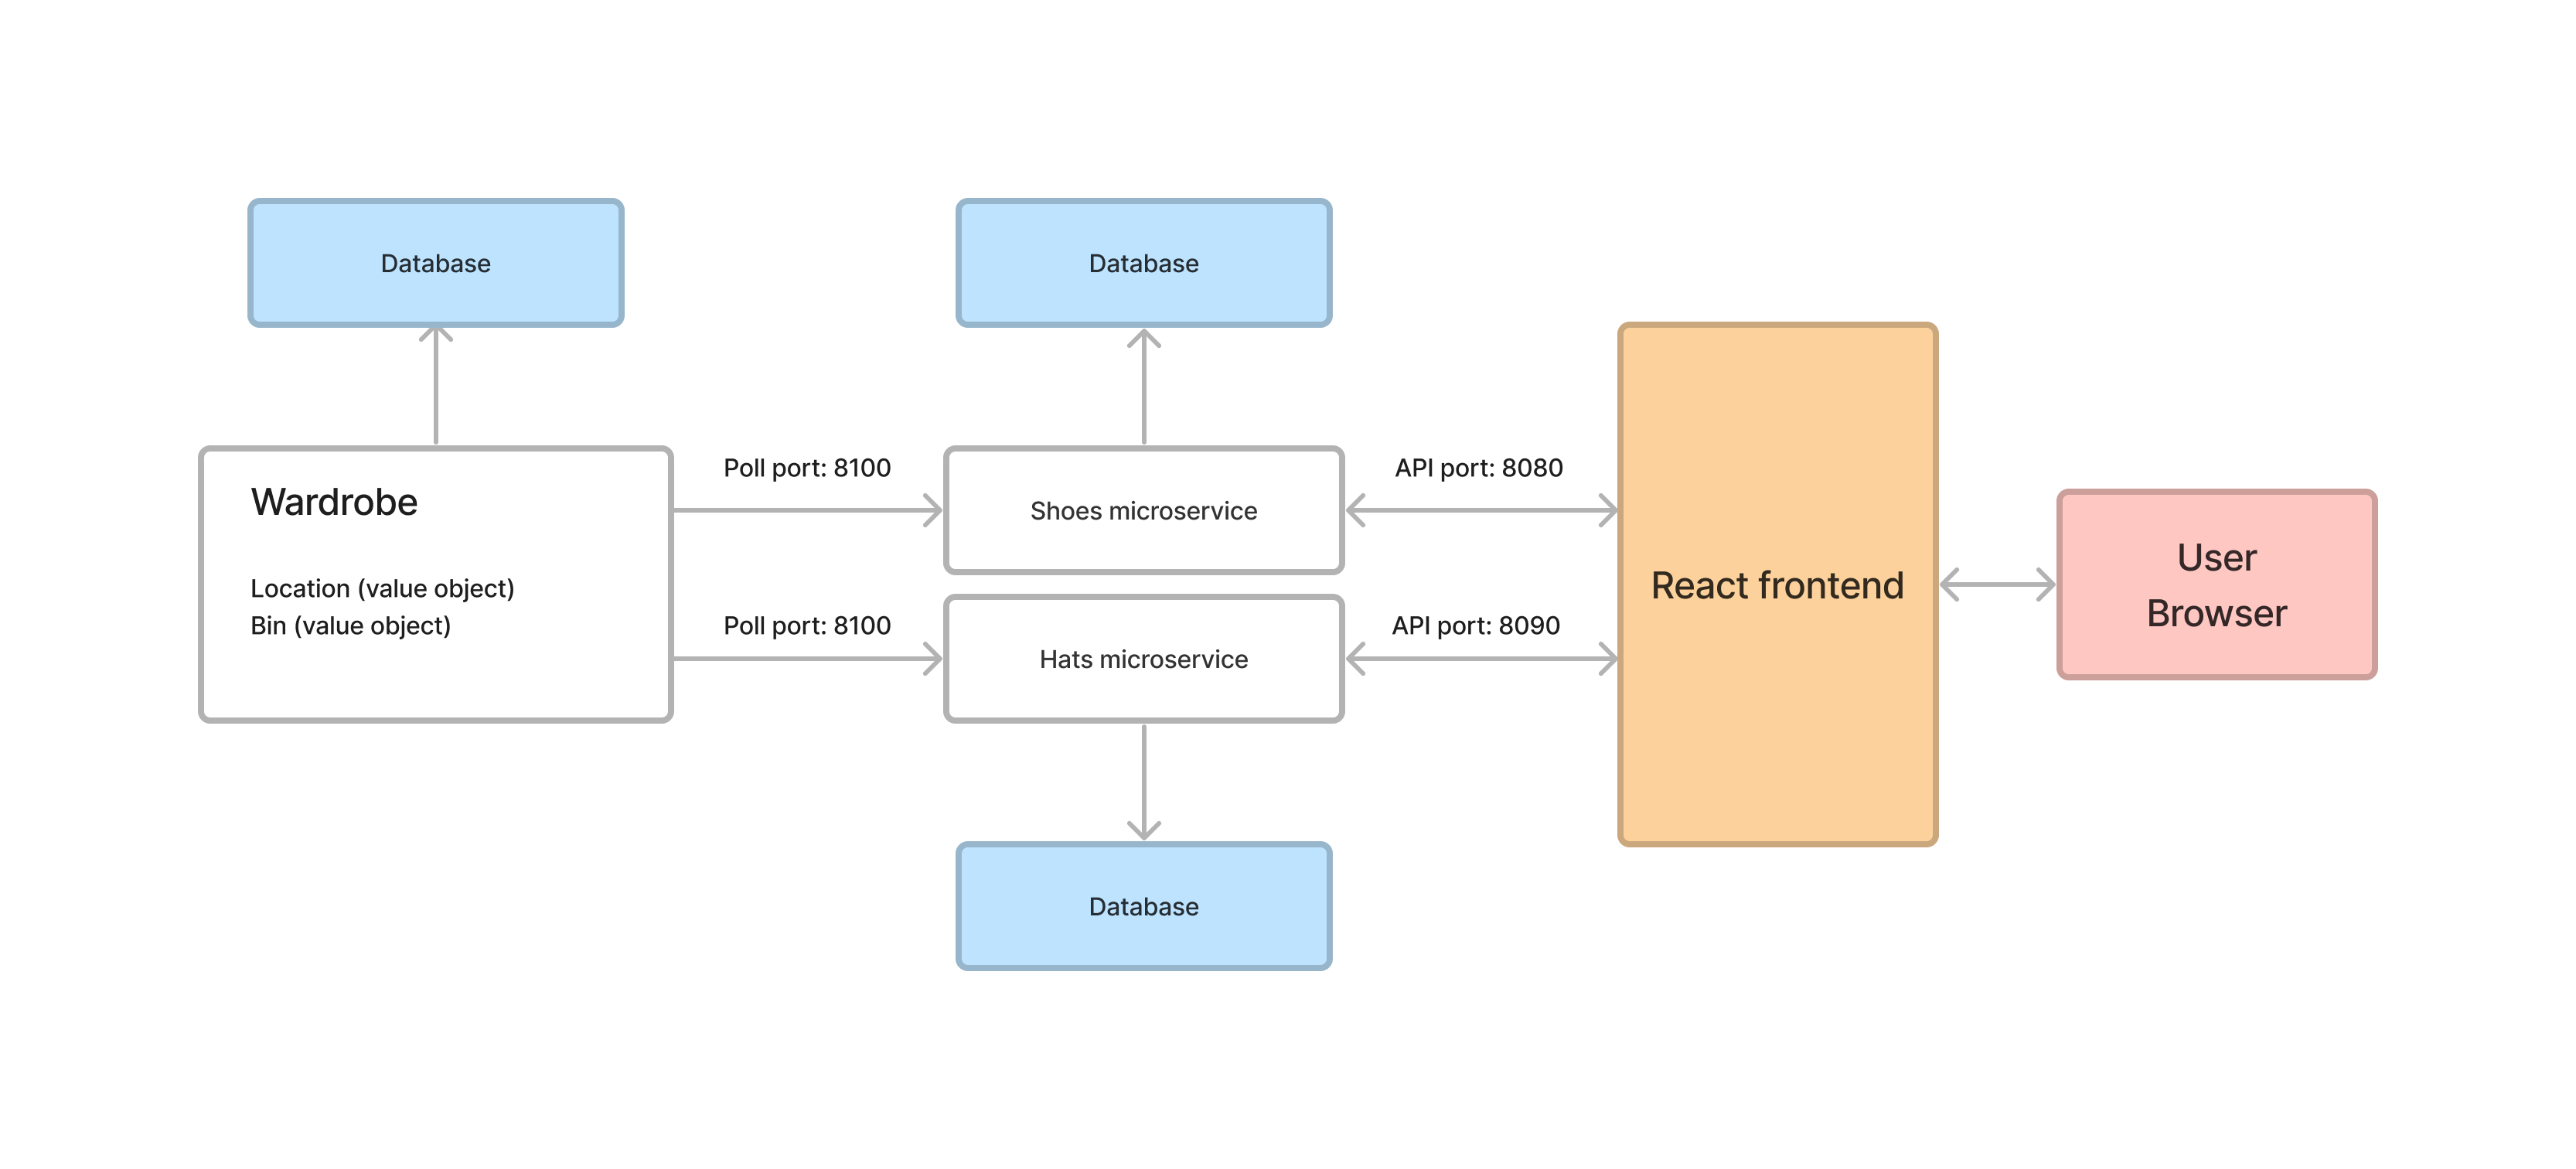 Database
Database
Wardrobe
Location (value object)
Bin (value object)
Poll port: 8100
Poll port: 8100
Shoes microservice
Hats microservice
Database
API port: 8080
API port: 8090
React frontend
User
Browser